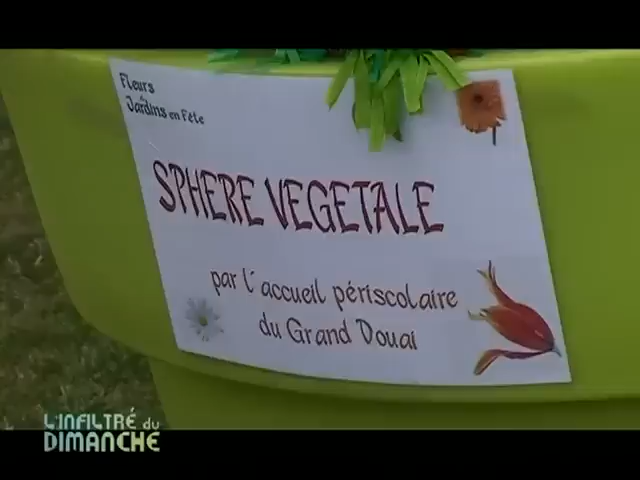 Fleurs
Jardins en Fête
SPHERE VEGETALE
par l'accueil périscolaire
du Grand Douai
L'INFILTRÉ du
DIMANCHE